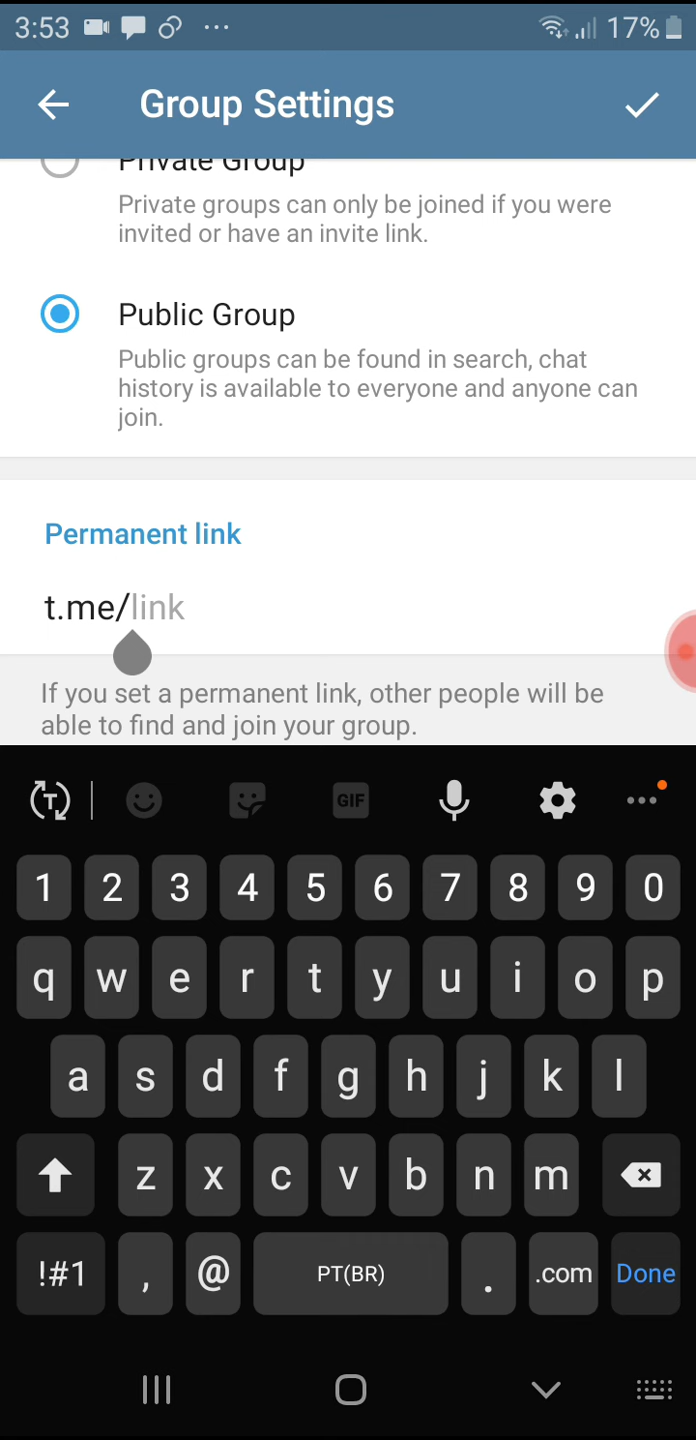 3:53
17%
Group Settings
Private Group
Private groups can only be joined if you were
invited or have an invite link.
Public Group
Public groups can be found in search, chat
history is available to everyone and anyone can
join.
Permanent link
t.me/link
If you set a permanent link, other people will be
able to find and join your group.
T GIF
1 2 3 4 5 6 7 8 9 0
q w e r t y u i o p
a s d f g h j k l
z x c v b n m
!#1 , @ PT(BR) . .com Done